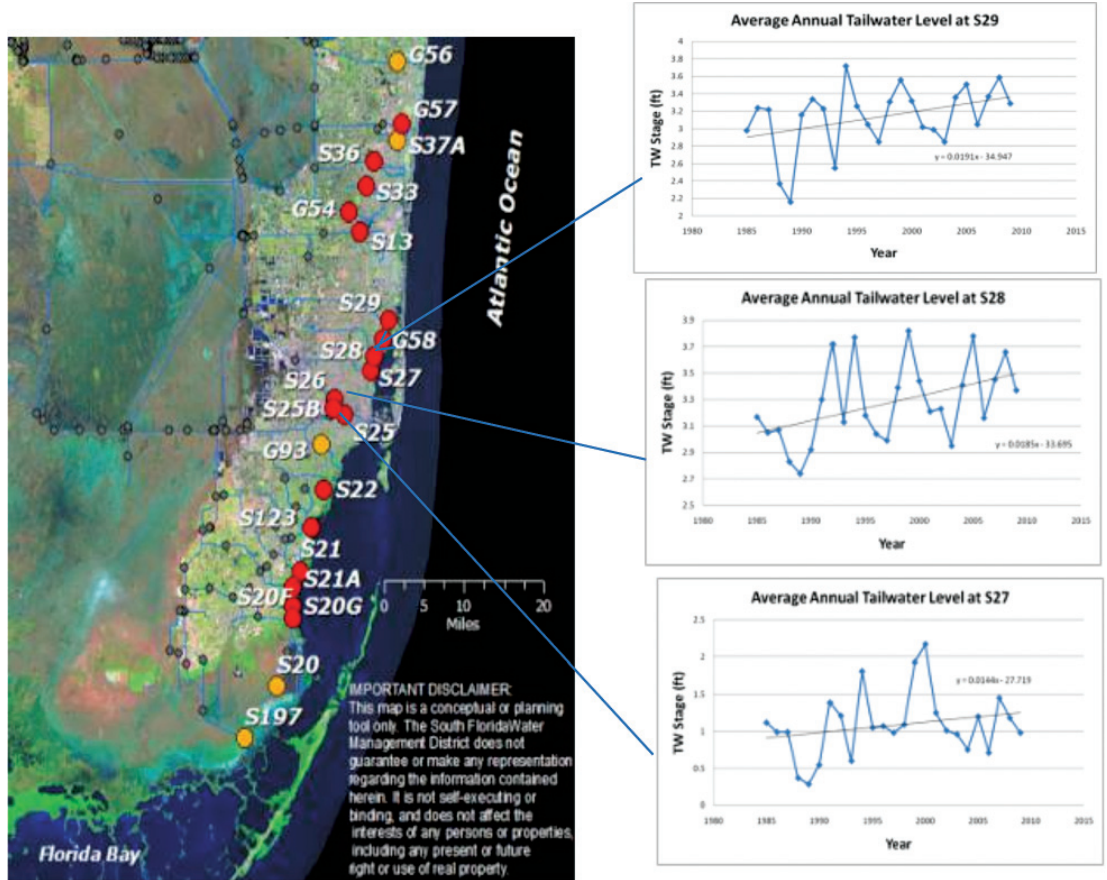 G56
G57
S37A
S36
S33
G54
S13
Atlantic Ocean
S29
G58
S28
S27
S26
S25B
S25
G93
S22
S123
S21
S21A
S20F
S20G
0 5 10 20
Miles
S20
S197
IMPORTANT DISCLAIMER:
This map is a conceptual or planning
tool only. The South FloridaWater
Management District does not
guarantee or make any representation
regarding the information contained
herein. It is not self-executing or
binding, and does not affect the
interests of any persons or properties,
including any present or future
right or use of real property.
Florida Bay
Average Annual Tailwater Level at S29
TW Stage (ft)
4
3.8
3.6
3.4
3.2
3
2.8
2.6
2.4
2.2
2
y = 0.0191x - 34.947
1980 1985 1990 1995 2000 2005 2010 2015
Year
Average Annual Tailwater Level at S28
TW Stage (ft)
3.9
3.7
3.5
3.3
3.1
2.9
2.7
2.5
y = 0.0185x - 33.695
1980 1985 1990 1995 2000 2005 2010 2015
Year
Average Annual Tailwater Level at S27
TW Stage (ft)
2.5
2
1.5
1
0.5
0
y = 0.0144x - 27.719
1980 1985 1990 1995 2000 2005 2010 2015
Year